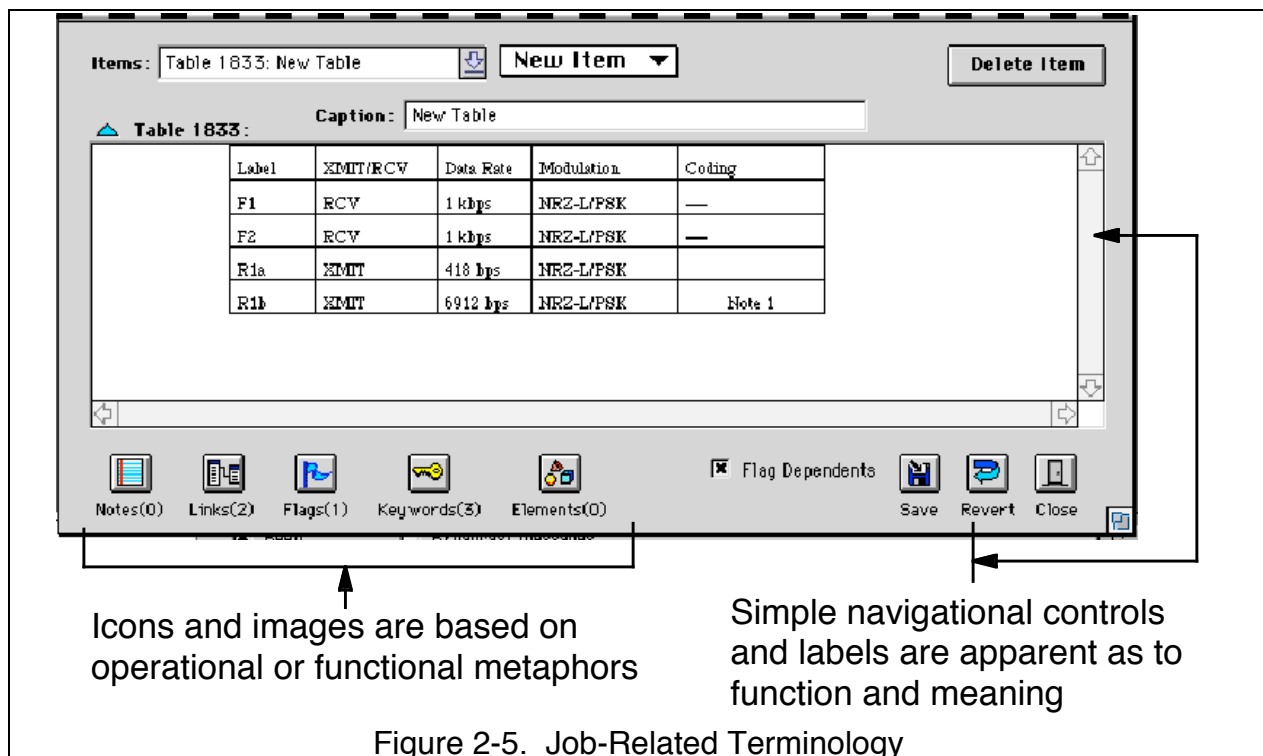 Items: Table 1833: New Table New Item Delete Item
Caption: New Table
Table 1833:
Label XMIT/RCV Data Rate Modulation Coding
F1 RCV 1 kbps NRZ-L/PSK —
F2 RCV 1 kbps NRZ-L/PSK —
R1a XMIT 418 bps NRZ-L/PSK
R1b XMIT 6912 bps NRZ-L/PSK Note 1
Flag Dependents
Notes(0) Links(2) Flags(1) Keywords(3) Elements(0) Save Revert Close
Icons and images are based on
operational or functional metaphors
Simple navigational controls
and labels are apparent as to
function and meaning
Figure 2-5. Job-Related Terminology